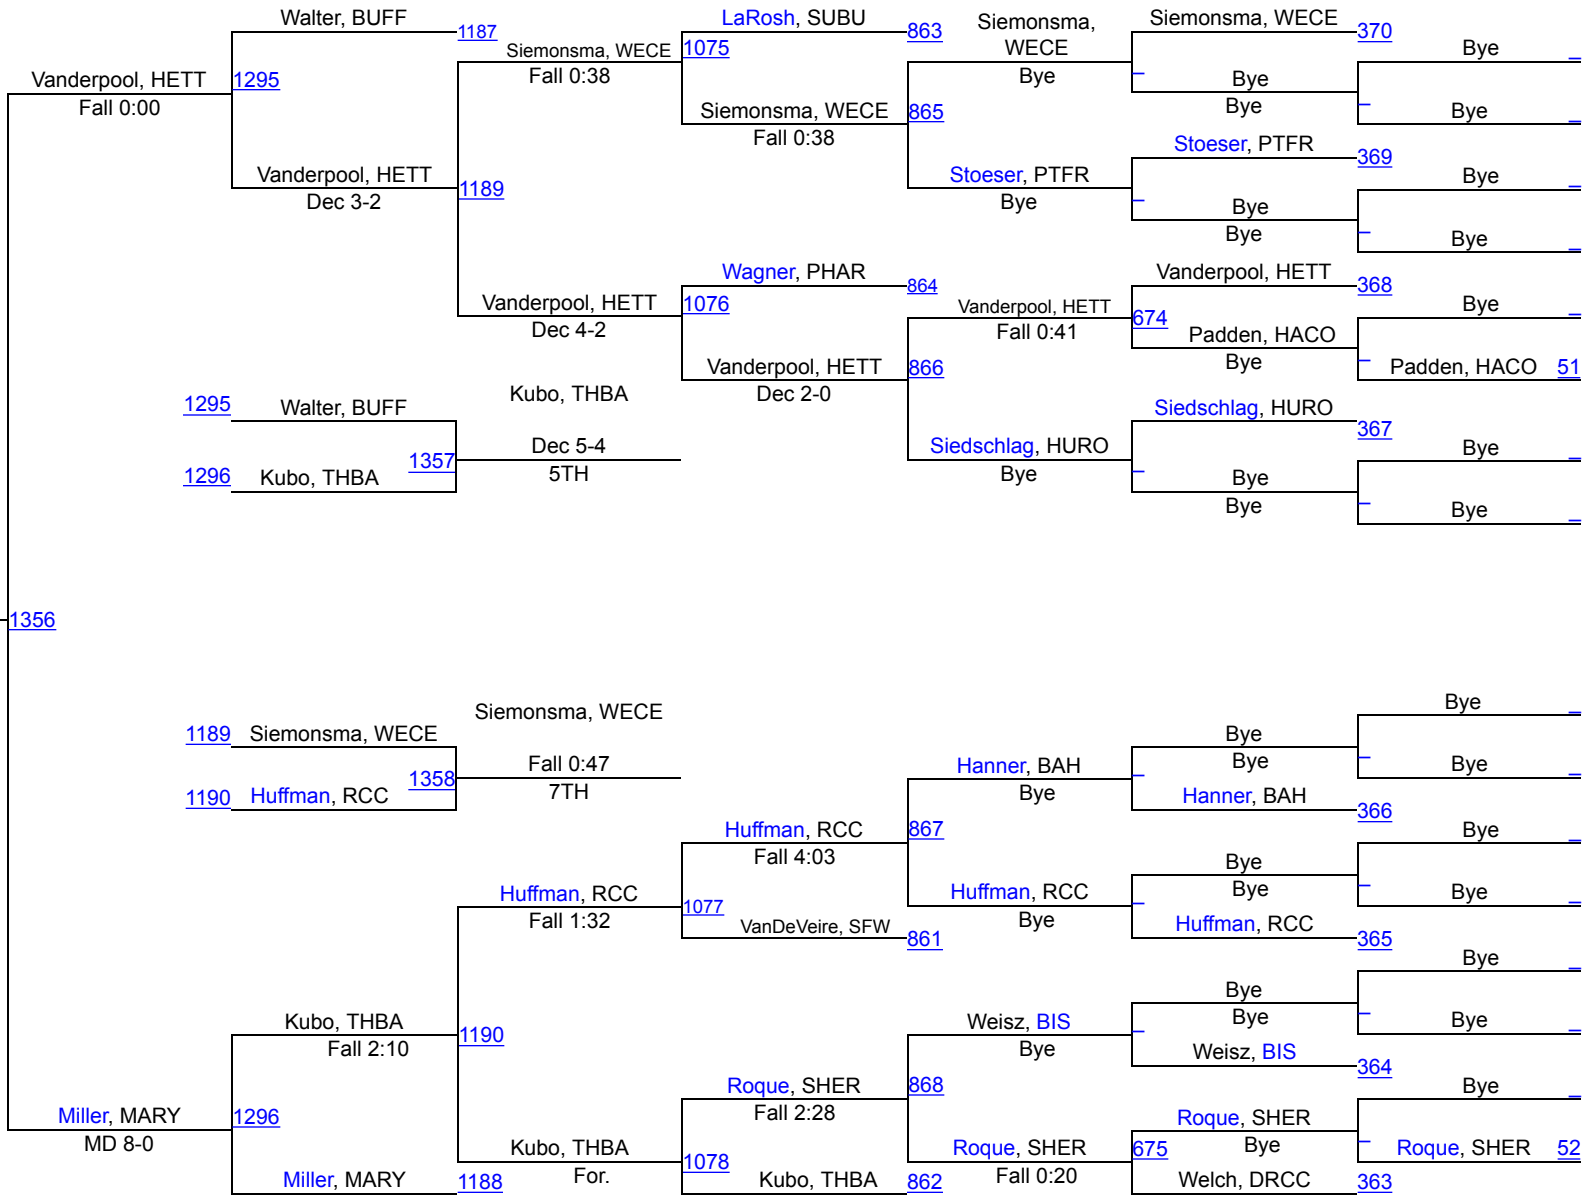 Walter, BUFF
1187
Vanderpool, HETT
Fall 0:00
1295
Vanderpool, HETT
Dec 3-2
1189
Siemonsma, WECE
Fall 0:38
1075
LaRosh, SUBU
863
Siemonsma, WECE
Fall 0:38
865
Siemonsma,
WECE
Bye
Siemonsma, WECE
370
–
Bye
Bye
Bye
–
–
Bye
–
Stoeser, PTFR
Bye
Stoeser, PTFR
369
–
Bye
Bye
Bye
–
–
Bye
–
Vanderpool, HETT
Dec 4-2
1076
Wagner, PHAR
864
Vanderpool, HETT
Dec 2-0
866
Vanderpool, HETT
Fall 0:41
674
Vanderpool, HETT
368
Padden, HACO
Bye
Bye
–
–
Padden, HACO
51
Siedschlag, HURO
Bye
Siedschlag, HURO
367
–
Bye
Bye
Bye
–
–
Bye
–
1295
Walter, BUFF
1296
Kubo, THBA
1357
Kubo, THBA
Dec 5-4
5TH
1356
1189
Siemonsma, WECE
1190
Huffman, RCC
1358
Siemonsma, WECE
Fall 0:47
7TH
Huffman, RCC
Fall 1:32
1077
Huffman, RCC
Fall 4:03
867
VanDeVeire, SFW
861
Hanner, BAH
Bye
–
Bye
Bye
Hanner, BAH
366
Bye
–
–
Bye
–
Huffman, RCC
Bye
–
Bye
Bye
Huffman, RCC
365
Bye
–
–
Bye
–
Kubo, THBA
Fall 2:10
1190
Weisz, BIS
Bye
–
Bye
Bye
Weisz, BIS
364
Bye
–
–
Bye
–
Roque, SHER
Fall 2:28
868
Roque, SHER
Fall 0:20
675
Roque, SHER
Bye
Welch, DRCC
363
Bye
–
–
Roque, SHER
52
Miller, MARY
MD 8-0
1296
Miller, MARY
1188
Kubo, THBA
For.
1078
Kubo, THBA
862